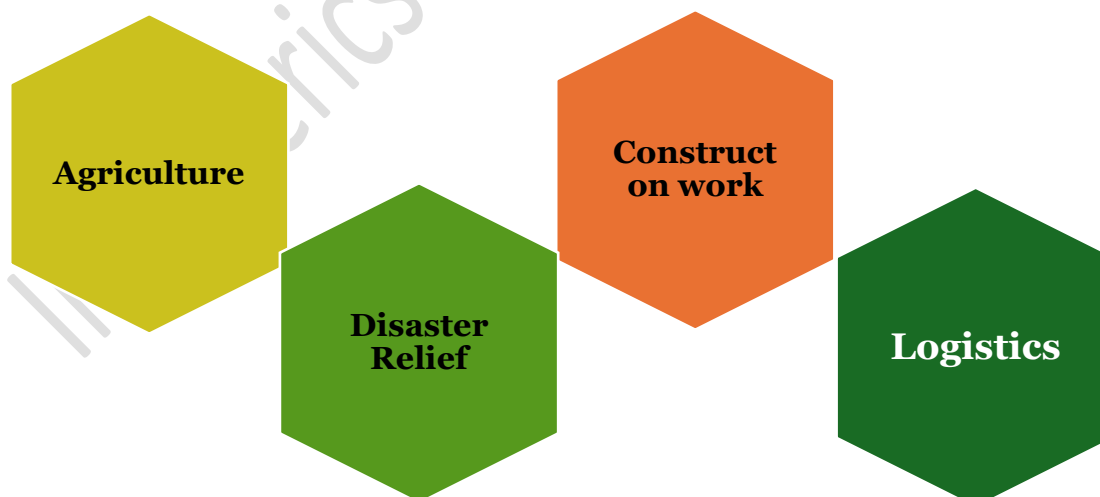 Agriculture
Construct
on work
Disaster
Relief
Logistics